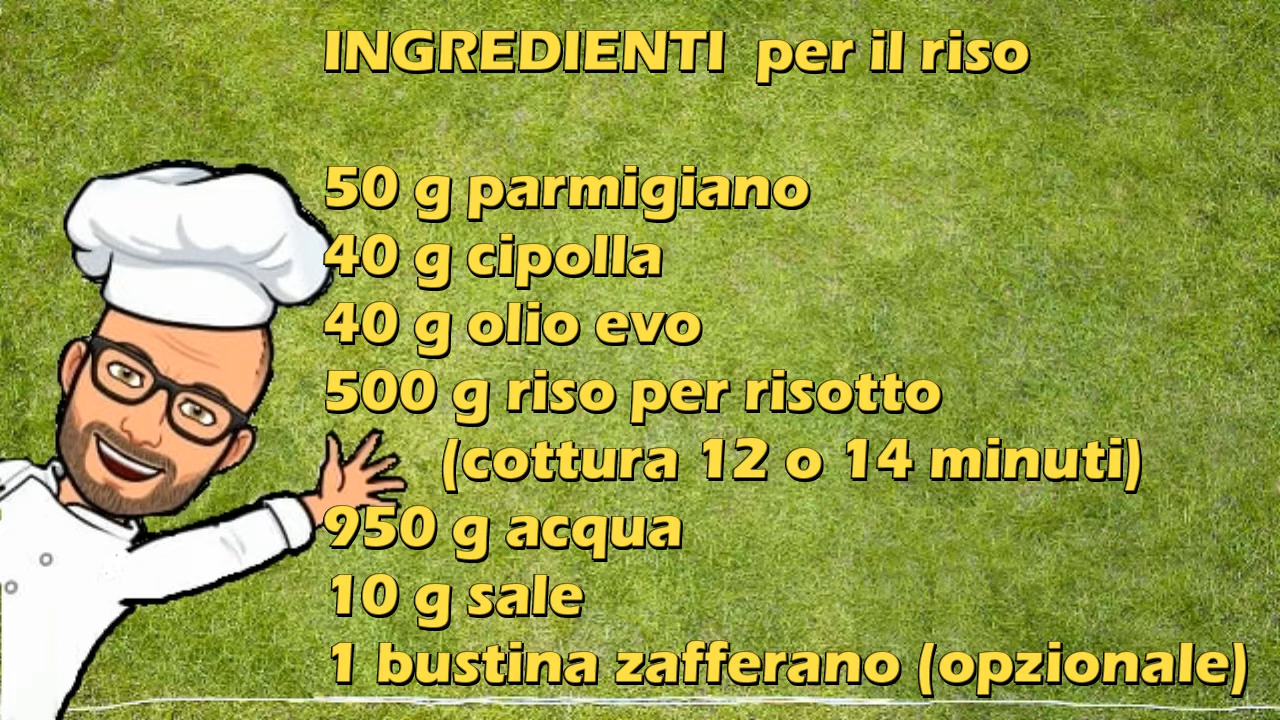 INGREDIENTI per il riso
50 g parmigiano
40 g cipolla
40 g olio evo
500 g riso per risotto
(cottura 12 o 14 minuti)
950 g acqua
10 g sale
1 bustina zafferano (opzionale)